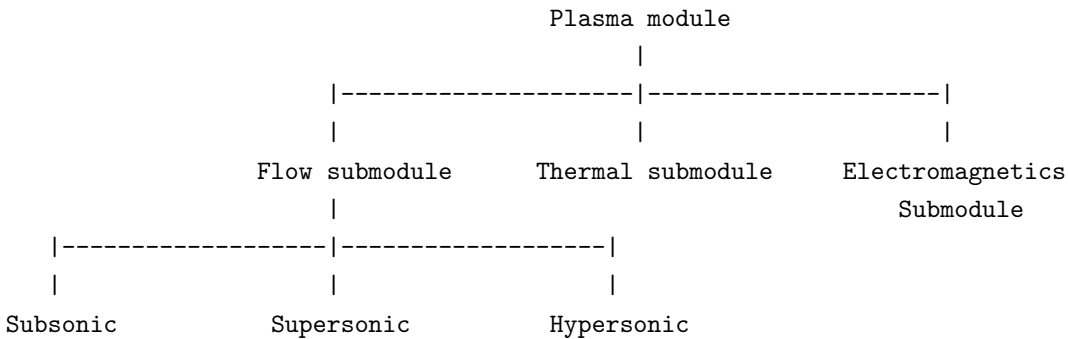 Plasma module
|
|---------------------|---------------------|
| | |
Flow submodule Thermal submodule Electromagnetics
| Submodule
|-------------------|-------------------|
| | |
Subsonic Supersonic Hypersonic